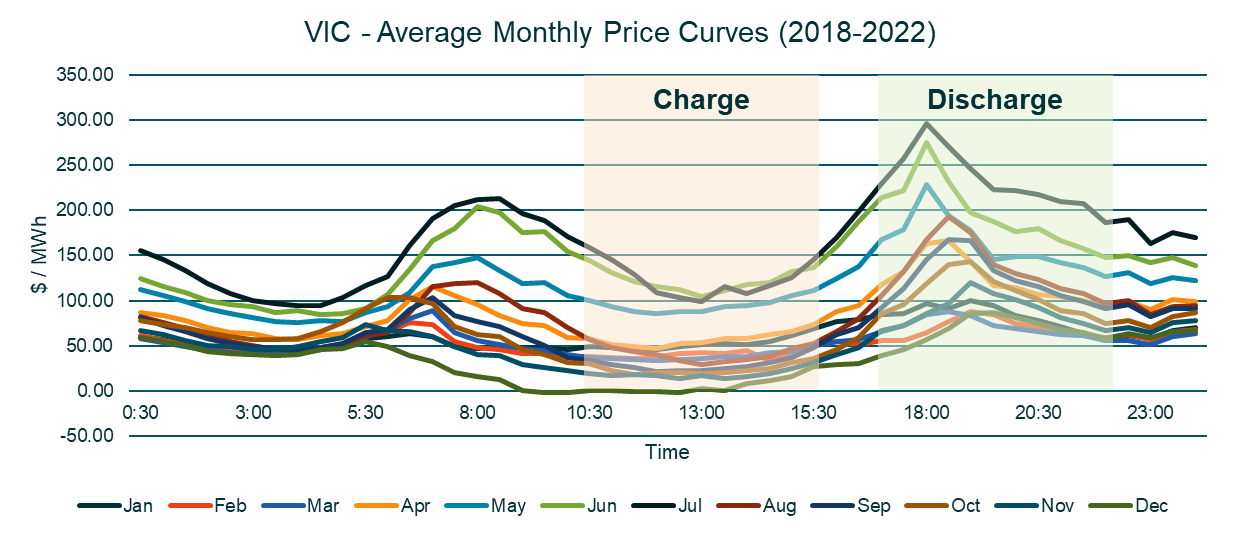 VIC - Average Monthly Price Curves (2018-2022)
350.00
300.00
250.00
200.00
150.00
100.00
50.00
0.00
-50.00
$ / MWh
Charge
Discharge
0:30 3:00 5:30 8:00 10:30 13:00 15:30 18:00 20:30 23:00
Time
Jan Feb Mar Apr May Jun Jul Aug Sep Oct Nov Dec